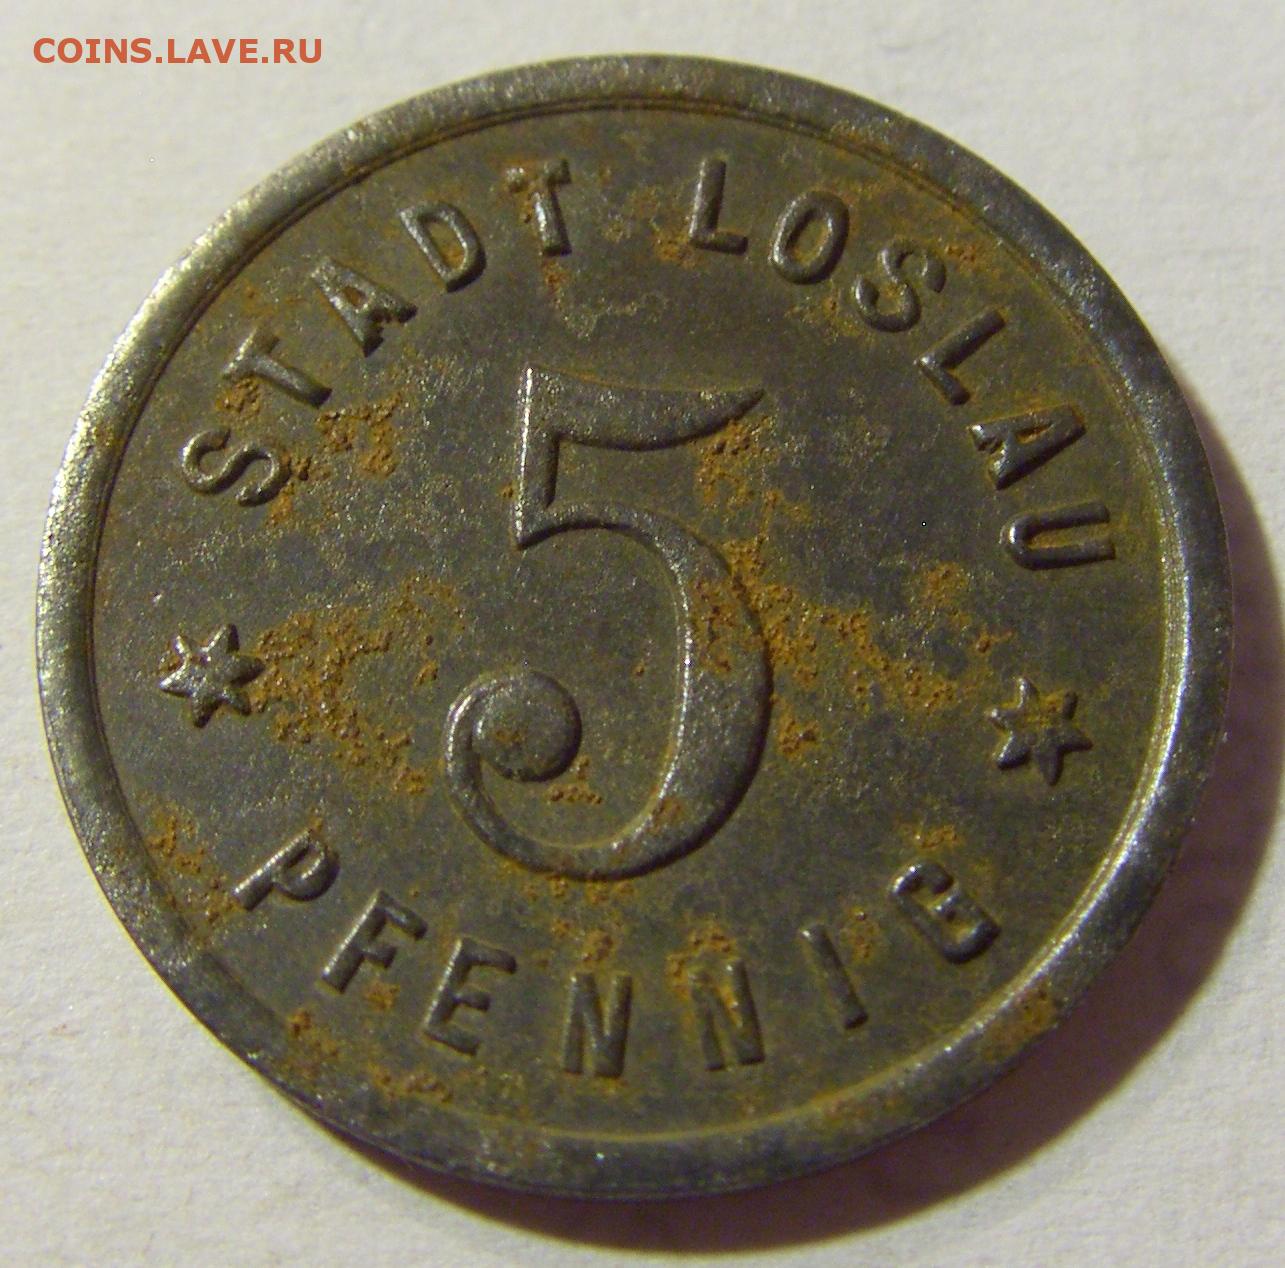 COINS.LAVE.RU
STADT LOSLAU
5
PFENNIG